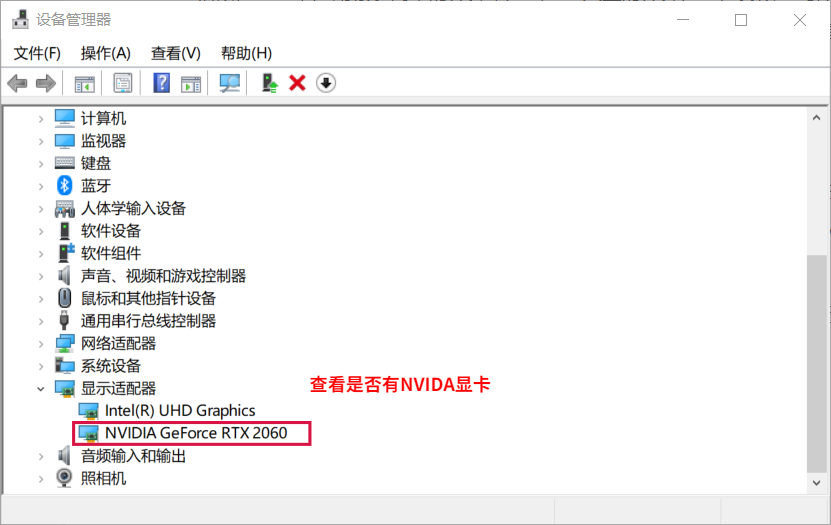 设备管理器
文件(F) 操作(A) 查看(V) 帮助(H)
计算机
监视器
键盘
蓝牙
人体学输入设备
软件设备
软件组件
声音、视频和游戏控制器
鼠标和其他指针设备
通用串行总线控制器
网络适配器
系统设备
显示适配器
查看是否有NVIDA显卡
Intel(R) UHD Graphics
NVIDIA GeForce RTX 2060
音频输入和输出
照相机